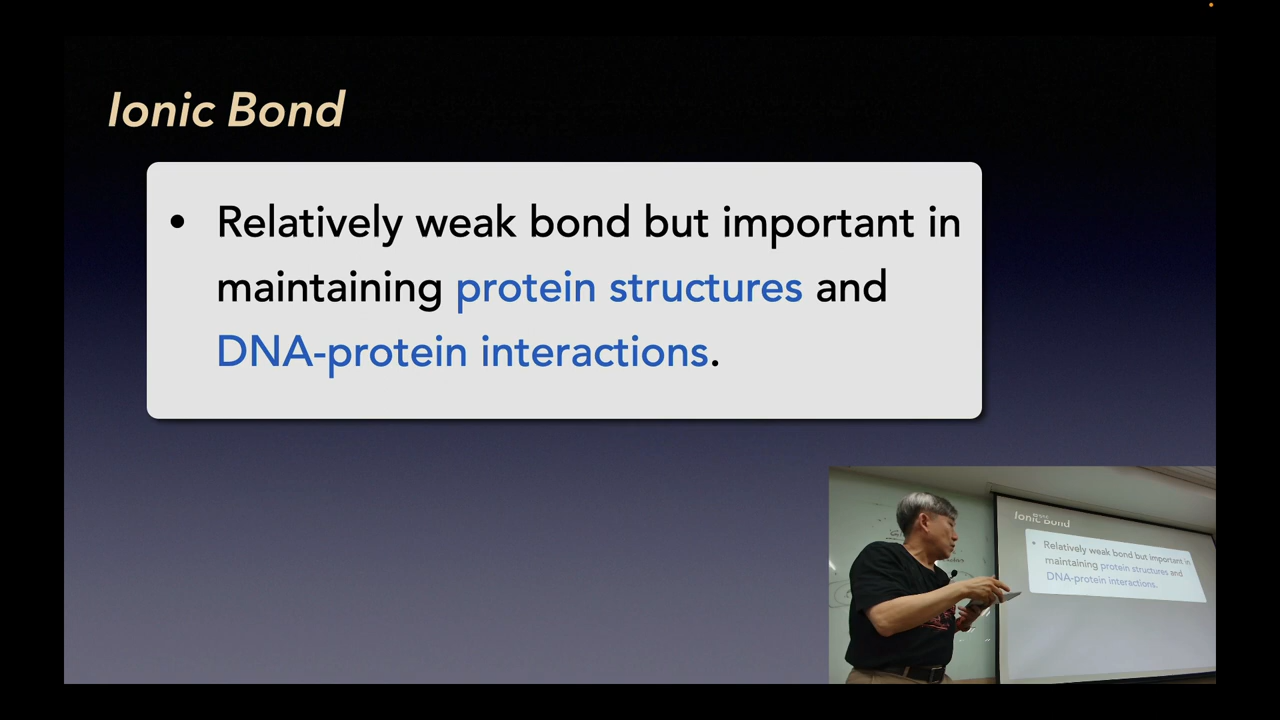 Ionic Bond
• Relatively weak bond but important in
maintaining protein structures and
DNA-protein interactions.
Ionic Bond
• Relatively weak bond but important in
maintaining protein structures and
DNA-protein interactions.